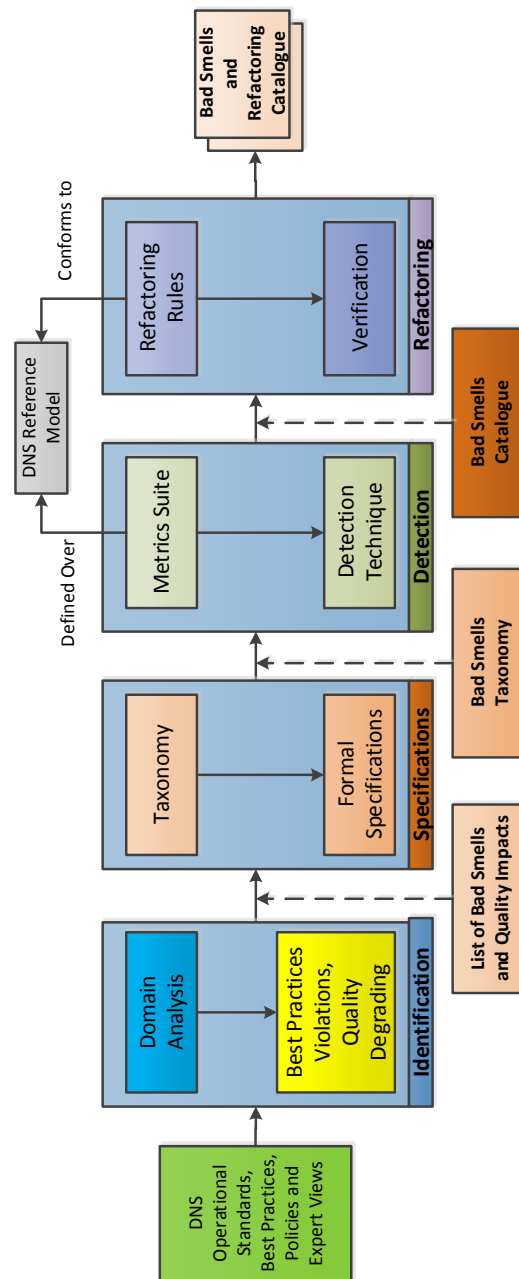 DNS
Operational
Standards,
Best Practices,
Policies and
Expert Views
Domain
Analysis
Best Practices
Violations,
Quality
Degrading
Identification
List of Bad Smells
and Quality Impacts
Taxonomy
Formal
Specifications
Specifications
Bad Smells
Taxonomy
Defined Over
DNS Reference
Model
Metrics Suite
Detection
Technique
Detection
Bad Smells
Catalogue
Conforms to
Refactoring
Rules
Verification
Refactoring
Bad Smells
and
Refactoring
Catalogue